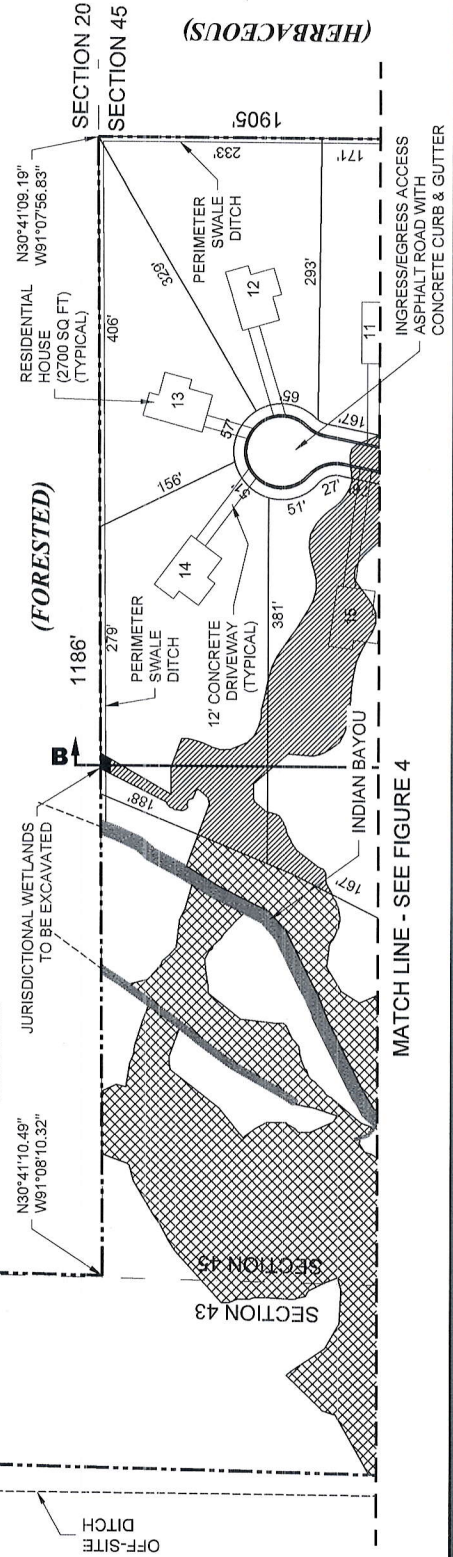 SECTION 20
SECTION 45
(HERBACEOUS)
(FORESTED)
1186'
1905'
N30°41'09.19"
W91°07'56.83"
RESIDENTIAL
HOUSE
(2700 SQ FT)
(TYPICAL)
406'
233'
171'
PERIMETER
SWALE
DITCH
329'
293'
12
13
14
11
15
65'
57'
57'
167'
156'
279'
PERIMETER
SWALE
DITCH
12' CONCRETE
DRIVEWAY
(TYPICAL)
51'
27'
381'
INGRESS/EGRESS ACCESS
ASPHALT ROAD WITH
CONCRETE CURB & GUTTER
B
JURISDICTIONAL WETLANDS
TO BE EXCAVATED
188'
167'
INDIAN BAYOU
MATCH LINE - SEE FIGURE 4
N30°41'10.49"
W91°08'10.32"
SECTION 45
SECTION 43
OFF-SITE
DITCH